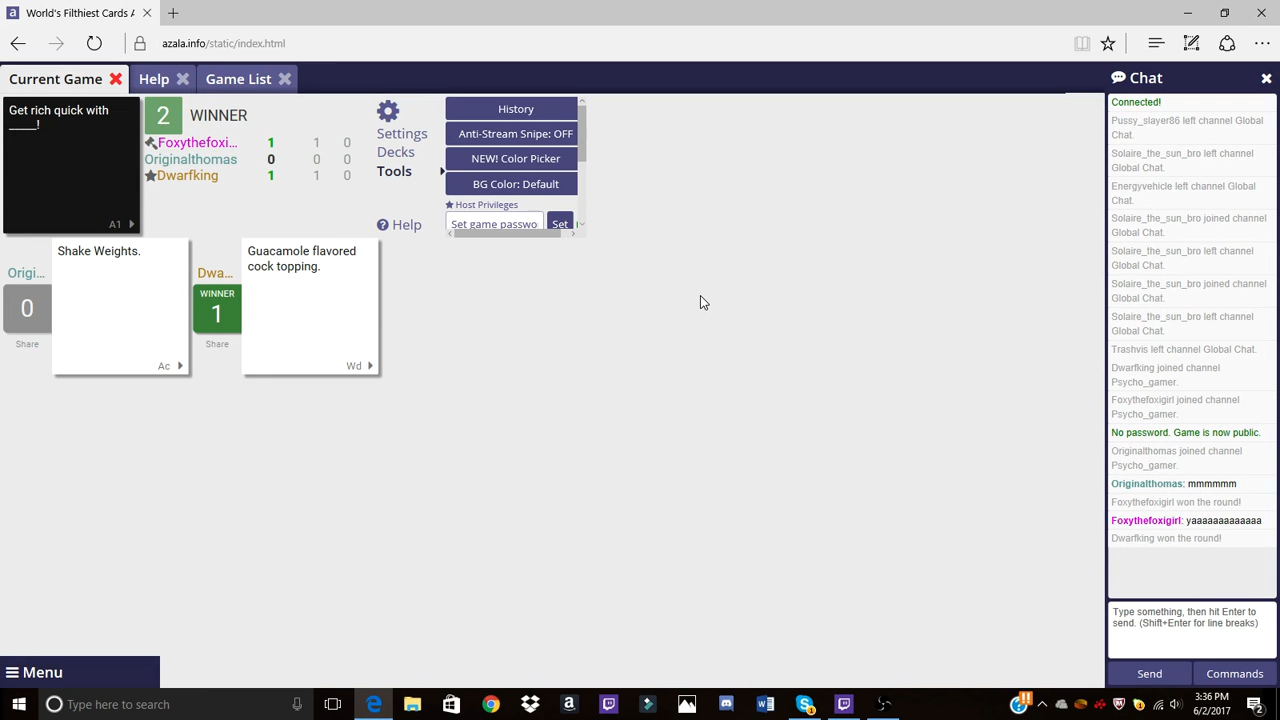 World's Filthiest Cards A
azala.info/static/index.html
Current Game
Help
Game List
Chat
Get rich quick with
____!
A1
2 WINNER
Foxythefoxi... 1 1 0
Originalthomas 0 0 0
Dwarfking 1 1 0
Settings
Decks
Tools
Help
History
Anti-Stream Snipe: OFF
NEW! Color Picker
BG Color: Default
Host Privileges
Set game passwo
Set
Origi...
0
Share
Shake Weights.
Ac
Dwa...
WINNER
1
Share
Guacamole flavored
cock topping.
Wd
Connected!
Pussy_slayer86 left channel Global
Chat.
Solaire_the_sun_bro left channel
Global Chat.
Energyvehicle left channel Global
Chat.
Solaire_the_sun_bro joined channel
Global Chat.
Solaire_the_sun_bro left channel
Global Chat.
Solaire_the_sun_bro joined channel
Global Chat.
Solaire_the_sun_bro left channel
Global Chat.
Trashvis left channel Global Chat.
Dwarfking joined channel
Psycho_gamer.
Foxythefoxigirl joined channel
Psycho_gamer.
No password. Game is now public.
Originalthomas joined channel
Psycho_gamer.
Originalthomas: mmmmmm
Foxythefoxigirl won the round!
Foxythefoxigirl: yaaaaaaaaaaaaa
Dwarfking won the round!
Type something, then hit Enter to
send. (Shift+Enter for line breaks)
Send
Commands
Menu
Type here to search
3:36 PM
6/2/2017